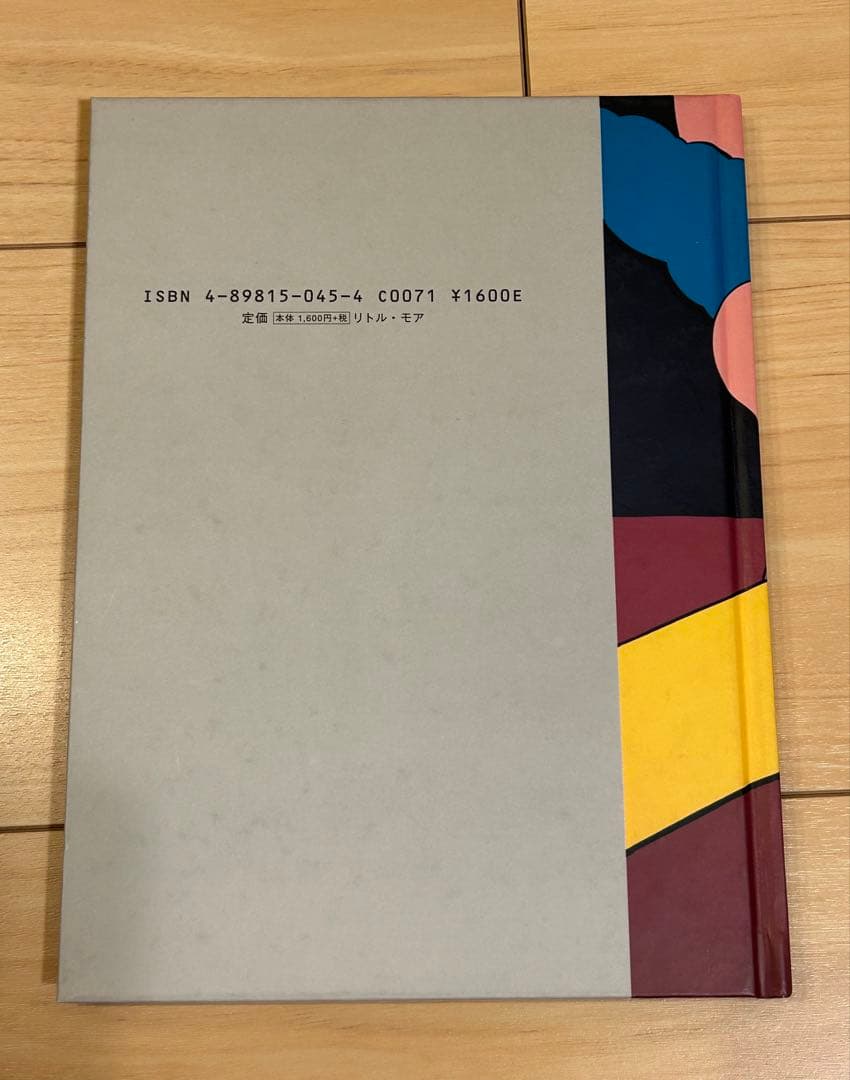 ISBN 4-89815-045-4 C0071 ¥1600E
定価 本体 1,600円+税 リトル・モア